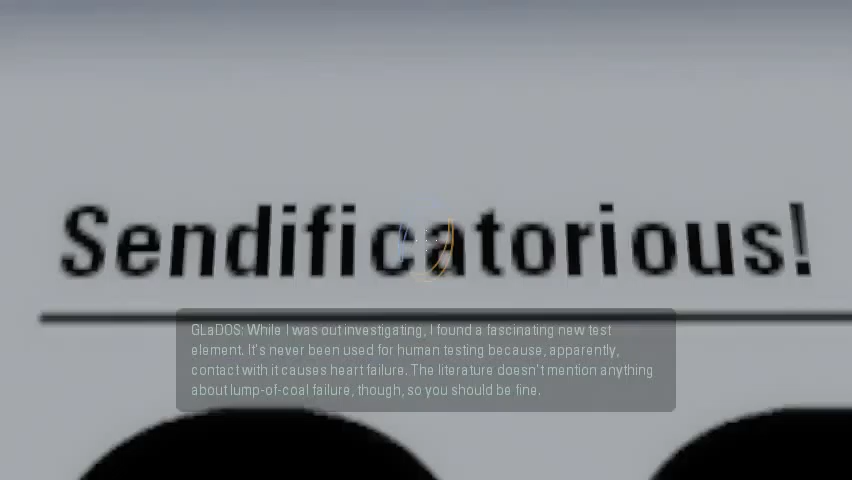 Sendificatorious!
GLaDOS: While I was out investigating, I found a fascinating new test
element. It's never been used for human testing because, apparently,
contact with it causes heart failure. The literature doesn't mention anything
about lump-of-coal failure, though, so you should be fine.